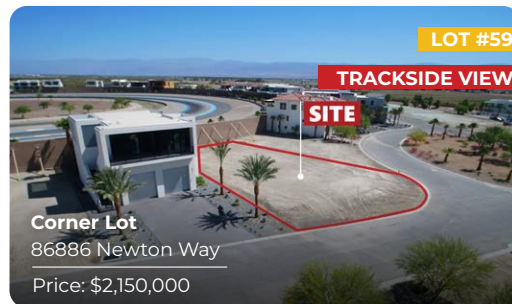 LOT #59
TRACKSIDE VIEW
SITE
Corner Lot
86886 Newton Way
Price: $2,150,000